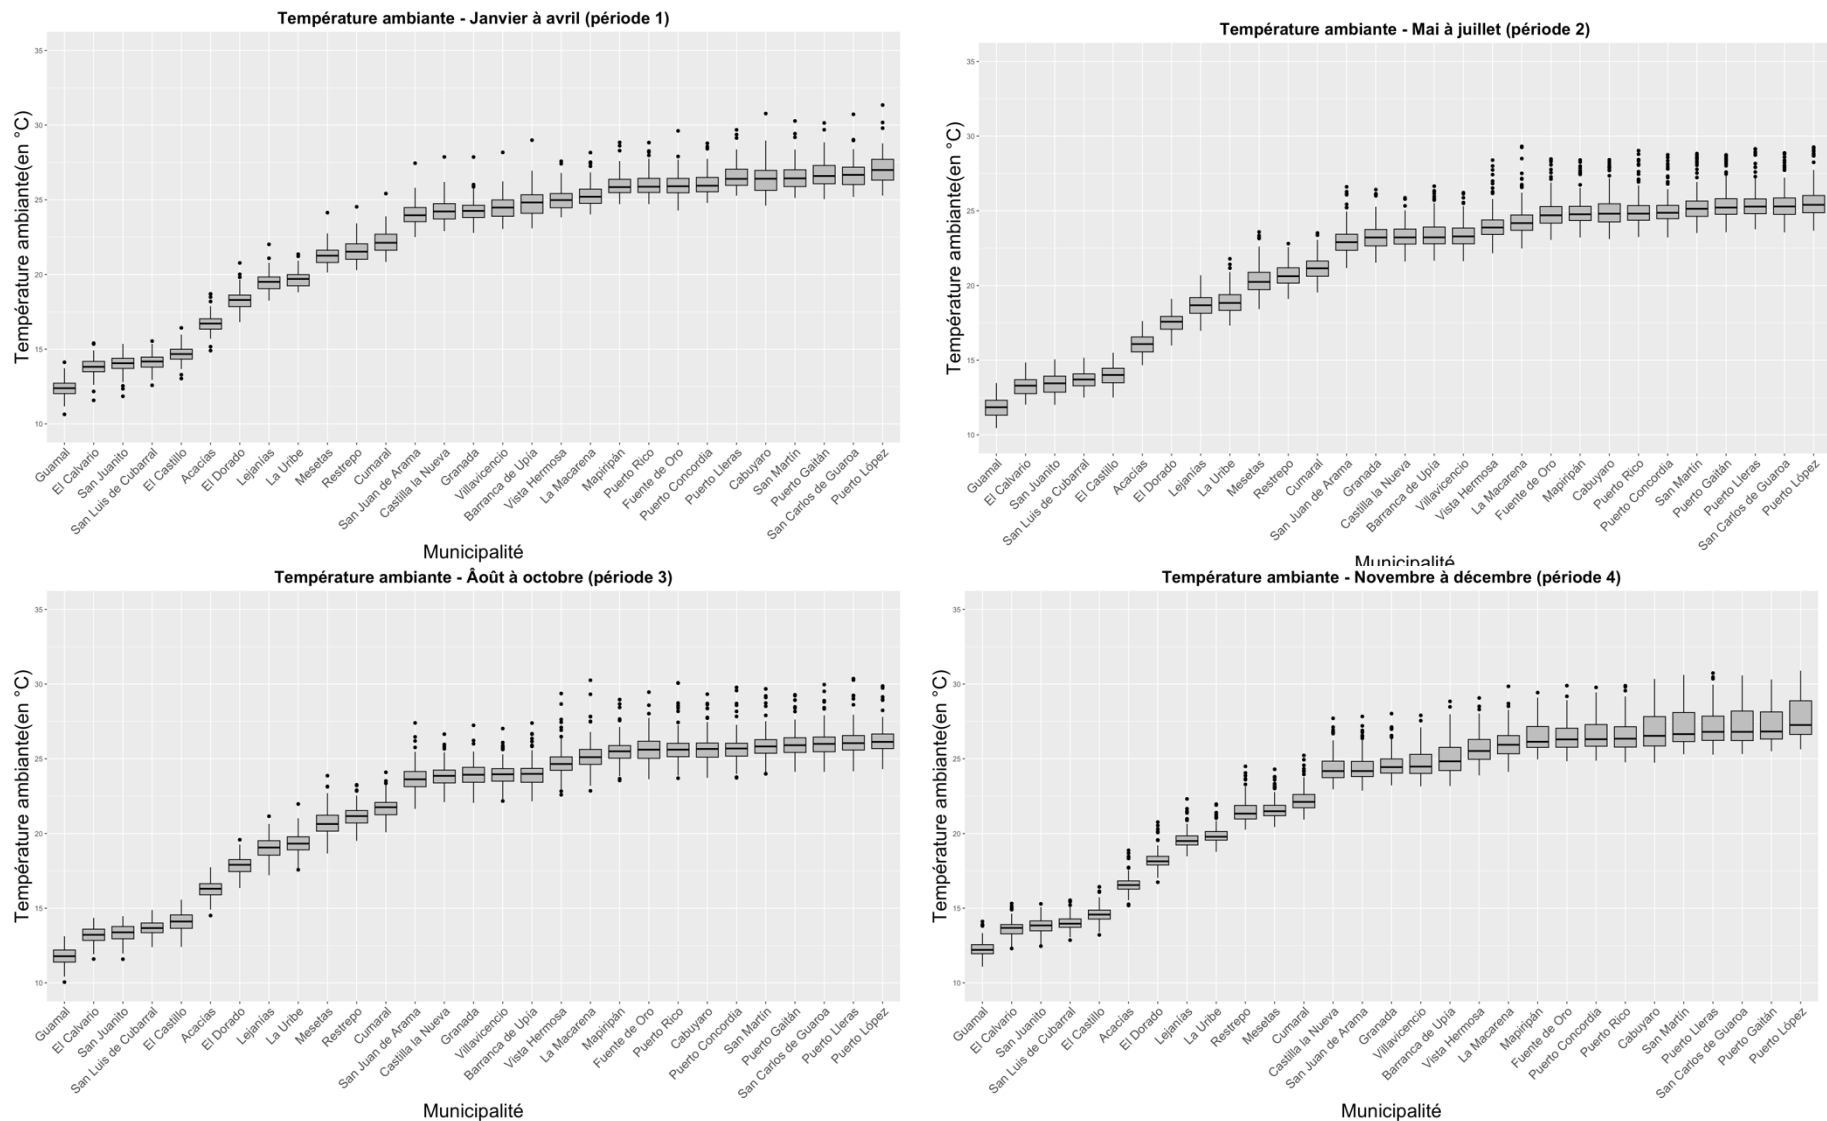 Température ambiante - Janvier à avril (période 1)
Température ambiante(en °C)
35
30
25
20
15
10
Guamal
El Calvario
San Juanito
San Luis de Cubarral
El Castillo
Acacías
El Dorado
Lejanías
La Uribe
Mesetas
Restrepo
Cumaral
San Juan de Arama
Castilla la Nueva
Granada
Villavicencio
Barranca de Upía
Vista Hermosa
La Macarena
Mapiripán
Puerto Rico
Fuente de Oro
Puerto Concordia
Puerto Lleras
Cabuyaro
San Martín
Puerto Gaitán
San Carlos de Guaroa
Puerto López
Municipalité
Température ambiante - Mai à juillet (période 2)
Température ambiante(en °C)
35
30
25
20
15
10
Guamal
El Calvario
San Juanito
San Luis de Cubarral
El Castillo
Acacías
El Dorado
Lejanías
La Uribe
Mesetas
Restrepo
Cumaral
San Juan de Arama
Granada
Castilla la Nueva
Barranca de Upía
Villavicencio
Vista Hermosa
La Macarena
Fuente de Oro
Mapiripán
Cabuyaro
Puerto Rico
Puerto Concordia
San Martín
Puerto Gaitán
Puerto Lleras
San Carlos de Guaroa
Puerto López
Municipalité
Température ambiante - Âoût à octobre (période 3)
Température ambiante(en °C)
35
30
25
20
15
10
Guamal
El Calvario
San Juanito
San Luis de Cubarral
El Castillo
Acacías
El Dorado
Lejanías
La Uribe
Mesetas
Restrepo
Cumaral
San Juan de Arama
Castilla la Nueva
Granada
Villavicencio
Barranca de Upía
Vista Hermosa
La Macarena
Mapiripán
Fuente de Oro
Puerto Rico
Cabuyaro
Puerto Concordia
San Martín
Puerto Gaitán
San Carlos de Guaroa
Puerto Lleras
Puerto López
Municipalité
Température ambiante - Novembre à décembre (période 4)
Température ambiante(en °C)
35
30
25
20
15
10
Guamal
El Calvario
San Juanito
San Luis de Cubarral
El Castillo
Acacías
El Dorado
Lejanías
La Uribe
Restrepo
Mesetas
Cumaral
Castilla la Nueva
San Juan de Arama
Granada
Villavicencio
Barranca de Upía
Vista Hermosa
La Macarena
Mapiripán
Fuente de Oro
Puerto Concordia
Puerto Rico
Cabuyaro
San Martín
Puerto Lleras
San Carlos de Guaroa
Puerto Gaitán
Puerto López
Municipalité